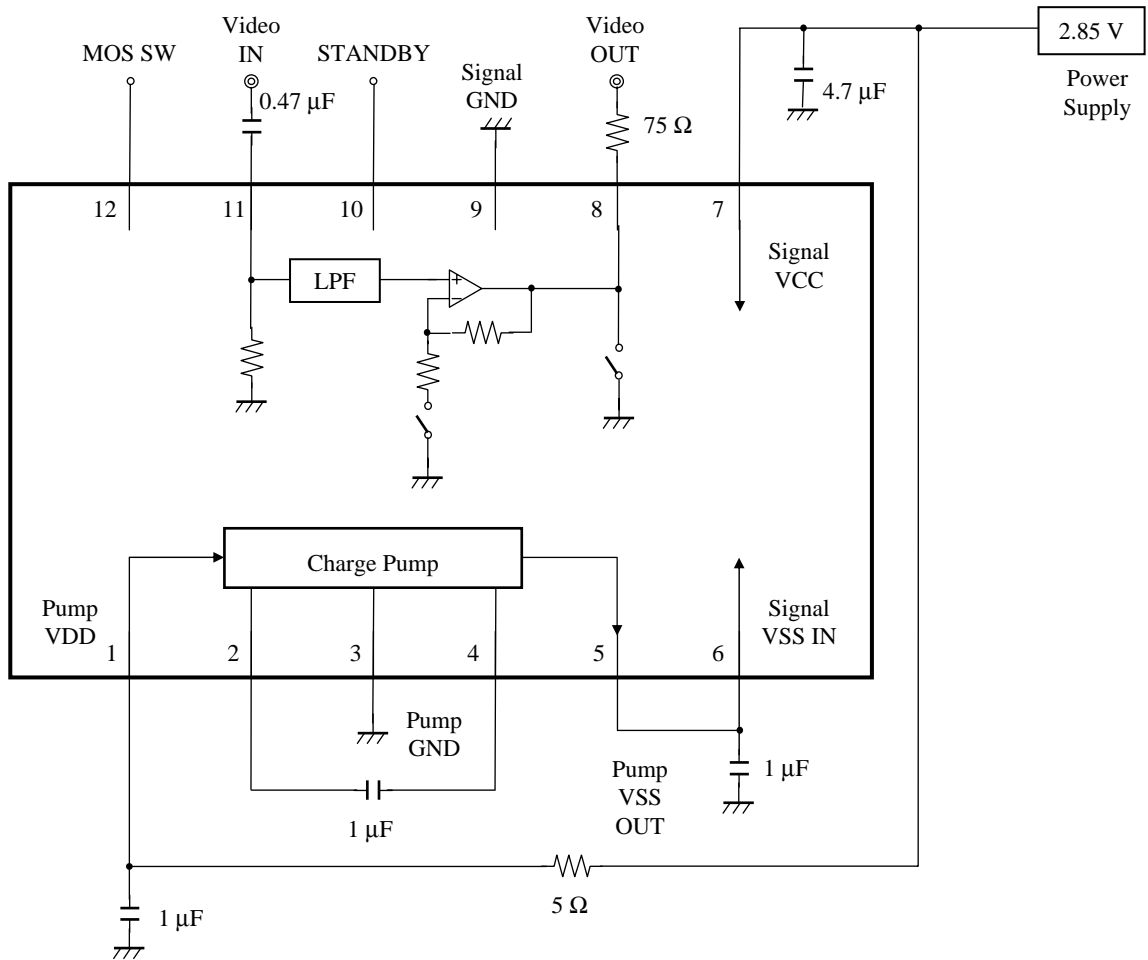 Video
IN
Video
OUT
2.85 V
MOS SW
STANDBY
Signal
GND
0.47 µF
75 Ω
4.7 µF
Power
Supply
12
11
10
9
8
7
LPF
+
−
Signal
VCC
Charge Pump
Pump
VDD
Signal
VSS IN
1
2
3
4
5
6
Pump
GND
1 µF
Pump
VSS
OUT
1 µF
5 Ω
1 µF